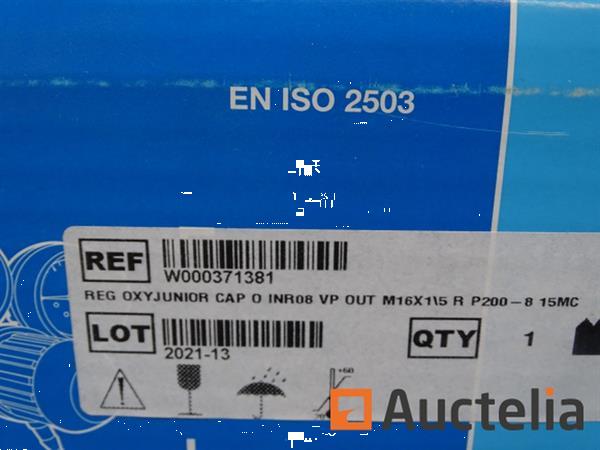 EN ISO 2503
REF
W000371381
REG OXYJUNIOR CAP O INR08 VP OUT M16X1\5 R P200-8 15MC
LOT
2021-13
QTY 1
+60
Auctelia